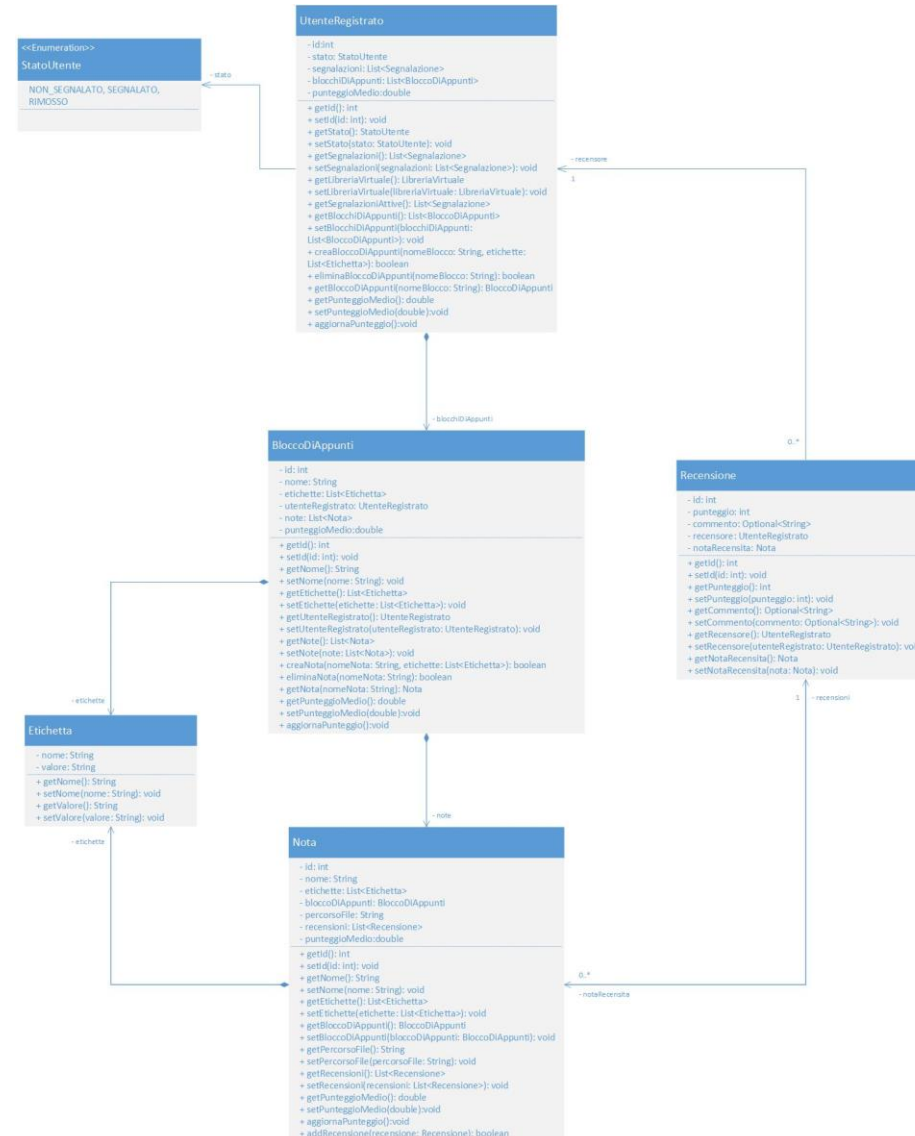 UtenteRegistrato
- id:int
- stato: StatoUtente
- segnalazioni: List<Segnalazione>
- blocchiDiAppunti: List<BloccoDiAppunti>
- punteggioMedio:double
+ getId(): int
+ setId(id: int): void
+ getStato(): StatoUtente
+ setStato(stato: StatoUtente): void
+ getSegnalazioni(): List<Segnalazione>
+ setSegnalazioni(segnalazioni: List<Segnalazione>): void
+ getLibreriaVirtuale(): LibreriaVirtuale
+ setLibreriaVirtuale(libreriaVirtuale: LibreriaVirtuale): void
+ getSegnalazioniAttive(): List<Segnalazione>
+ getBlocchiDiAppunti(): List<BloccoDiAppunti>
+ setBlocchiDiAppunti(blocchiDiAppunti:
List<BloccoDiAppunti>): void
+ creaBloccoDiAppunti(nomeBlocco: String, etichette:
List<Etichetta>): boolean
+ eliminaBloccoDiAppunti(nomeBlocco: String): boolean
+ getBloccoDiAppunti(nomeBlocco: String): BloccoDiAppunti
+ getPunteggioMedio(): double
+ setPunteggioMedio(double):void
+ aggiornaPunteggio():void
<<Enumeration>>
StatoUtente
NON_SEGNALATO, SEGNALATO,
RIMOSSO
- stato
- recensore
1
- blocchiDiAppunti
0..*
BloccoDiAppunti
- id: int
- nome: String
- etichette: List<Etichetta>
- utenteRegistrato: UtenteRegistrato
- note: List<Nota>
- punteggioMedio:double
+ getId(): int
+ setId(id: int): void
+ getNome(): String
+ setNome(nome: String): void
+ getEtichette(): List<Etichetta>
+ setEtichette(etichette: List<Etichetta>): void
+ getUtenteRegistrato(): UtenteRegistrato
+ setUtenteRegistrato(utenteRegistrato: UtenteRegistrato): void
+ getNote(): List<Nota>
+ setNote(note: List<Nota>): void
+ creaNota(nomeNota: String, etichette: List<Etichetta>): boolean
+ eliminaNota(nomeNota: String): boolean
+ getNota(nomeNota: String): Nota
+ getPunteggioMedio(): double
+ setPunteggioMedio(double):void
+ aggiornaPunteggio():void
Recensione
- id: int
- punteggio: int
- commento: Optional<String>
- recensore: UtenteRegistrato
- notaRecensita: Nota
+ getId(): int
+ setId(id: int): void
+ getPunteggio(): int
+ setPunteggio(punteggio: int): void
+ getCommento(): Optional<String>
+ setCommento(commento: Optional<String>): void
+ getRecensore(): UtenteRegistrato
+ setRecensore(utenteRegistrato: UtenteRegistrato): voi
+ getNotaRecensita(): Nota
+ setNotaRecensita(nota: Nota): void
1
- recensioni
- etichette
Etichetta
- nome: String
- valore: String
+ getNome(): String
+ setNome(nome: String): void
+ getValore(): String
+ setValore(valore: String): void
- etichette
- note
Nota
- id: int
- nome: String
- etichette: List<Etichetta>
- bloccoDiAppunti: BloccoDiAppunti
- percorsoFile: String
- recensioni: List<Recensione>
- punteggioMedio:double
+ getId(): int
+ setId(id: int): void
+ getNome(): String
+ setNome(nome: String): void
+ getEtichette(): List<Etichetta>
+ setEtichette(etichette: List<Etichetta>): void
+ getBloccoDiAppunti(): BloccoDiAppunti
+ setBloccoDiAppunti(bloccoDiAppunti: BloccoDiAppunti): void
+ getPercorsoFile(): String
+ setPercorsoFile(percorsoFile: String): void
+ getRecensioni(): List<Recensione>
+ setRecensioni(recensioni: List<Recensione>): void
+ getPunteggioMedio(): double
+ setPunteggioMedio(double):void
+ aggiornaPunteggio():void
+ addRecensione(recensione: Recensione): boolean
0..*
- notaRecensita